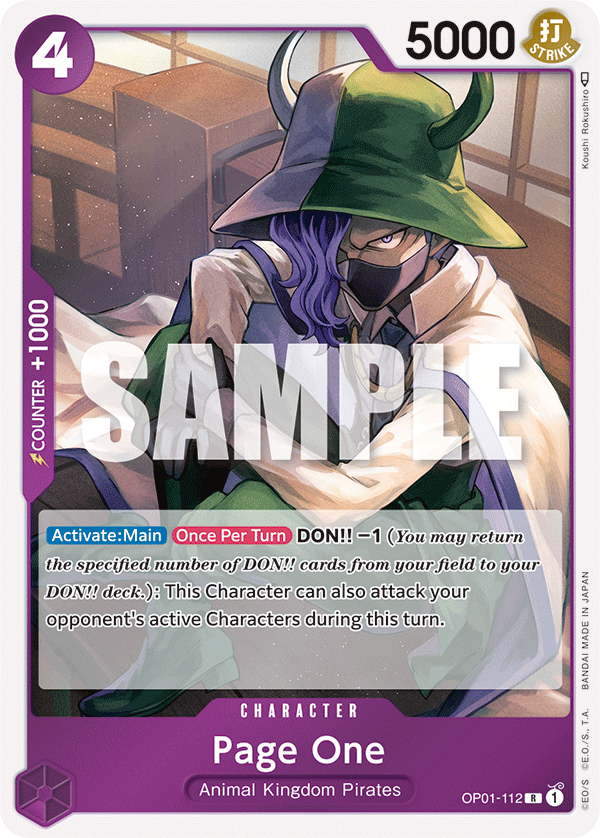 4
5000
打
STRIKE
Koushi Rokushiro
COUNTER +1000
SAMPLE
Activate:Main Once Per Turn DON!! −1 (You may return
the specified number of DON!! cards from your field to your
DON!! deck.): This Character can also attack your
opponent's active Characters during this turn.
CHARACTER
Page One
Animal Kingdom Pirates
OP01-112 R 1
©EO/S ©E.O./S., T.A. BANDAI MADE IN JAPAN